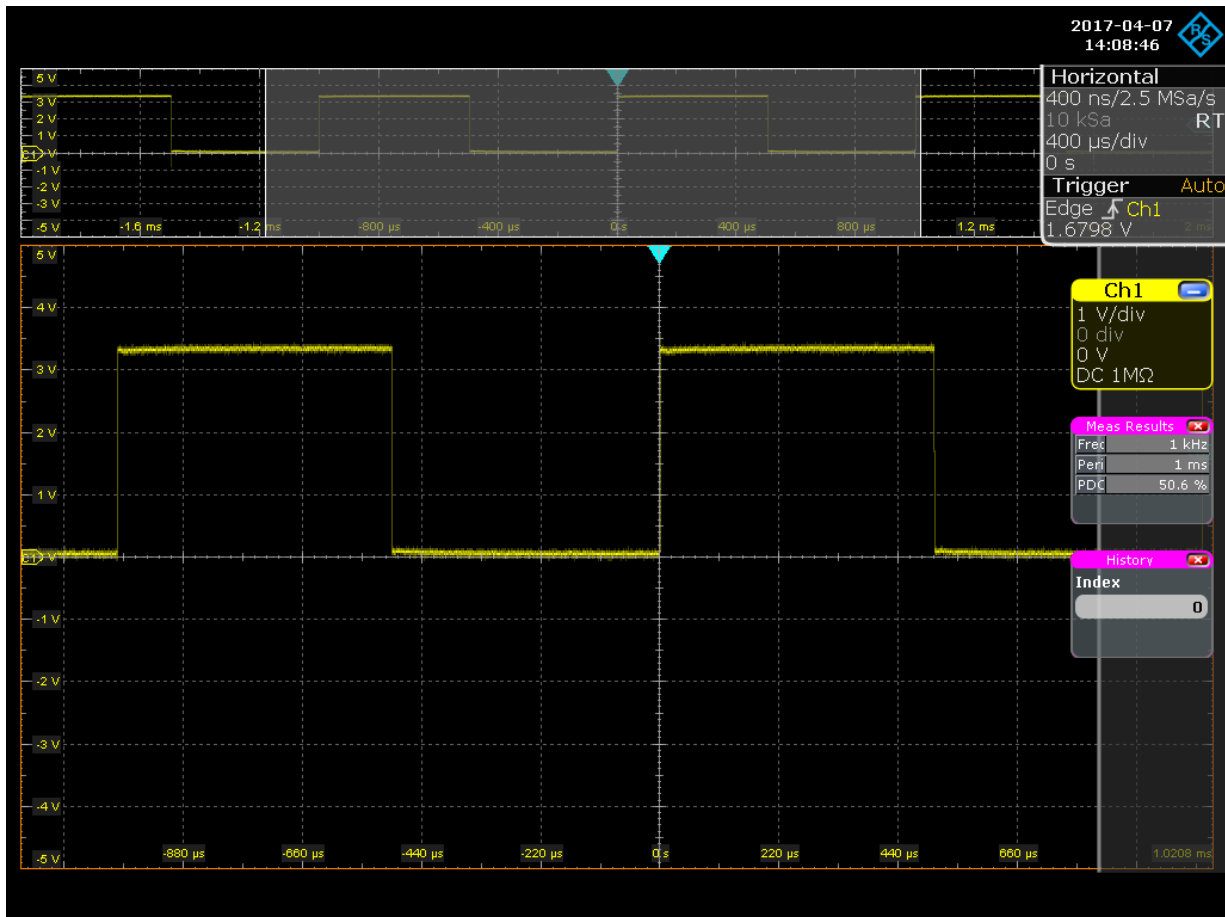 2017-04-07
14:08:46
R&S
Horizontal
400 ns/2.5 MSa/s
10 kSa RT
400 µs/div
0 s
Trigger Auto
Edge Ch1
1.6798 V
5 V
3 V
2 V
1 V
C1
-1 V
-2 V
-3 V
-5 V
-1.6 ms -1.2 ms -800 µs -400 µs 0 s 400 µs 800 µs 1.2 ms 2 ms
5 V
4 V
3 V
2 V
1 V
C1
-1 V
-2 V
-3 V
-4 V
-5 V
-880 µs -660 µs -440 µs -220 µs 0 s 220 µs 440 µs 660 µs 1.0208 ms
Ch1
1 V/div
0 div
0 V
DC 1MΩ
Meas Results
Freq 1 kHz
Peri 1 ms
PDC 50.6 %
History
Index
0